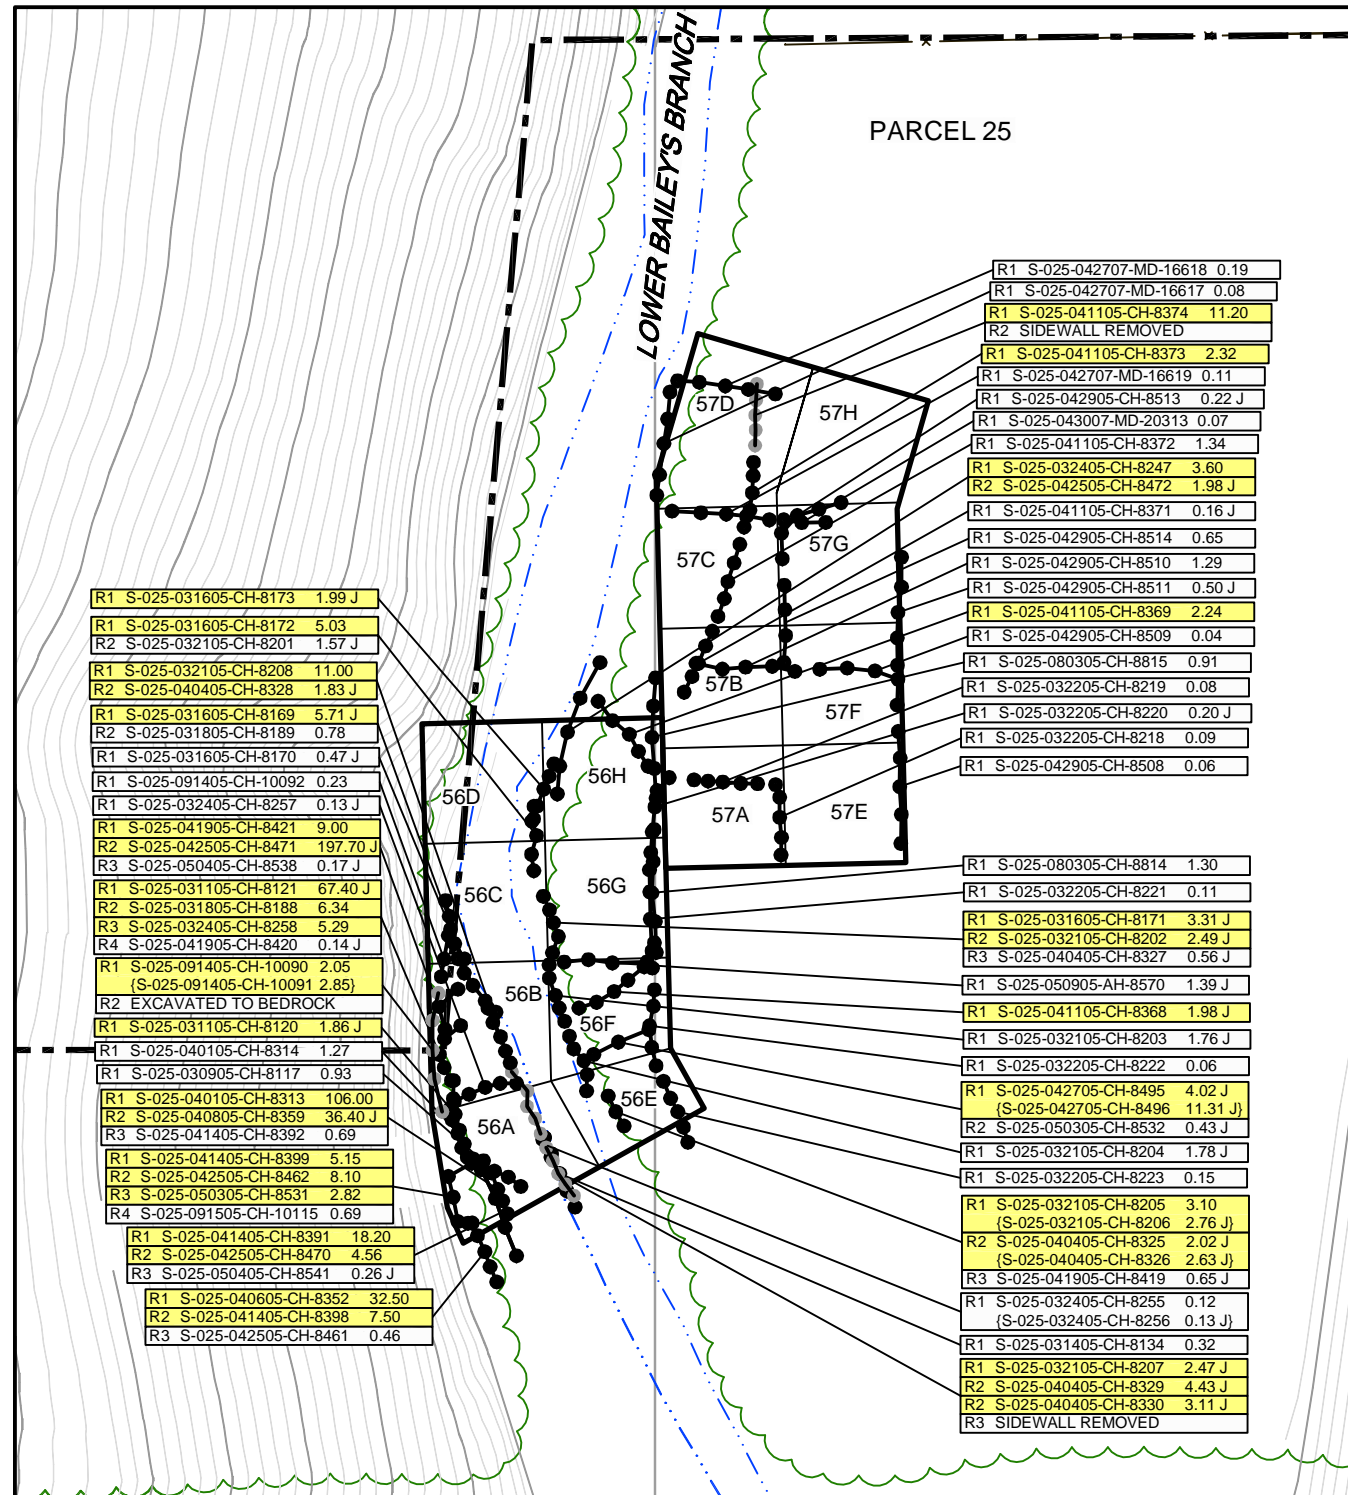 LOWER BAILEY'S BRANCH
PARCEL 25
R1 S-025-042707-MD-16618 0.19
R1 S-025-042707-MD-16617 0.08
R1 S-025-041105-CH-8374 11.20
R2 SIDEWALL REMOVED
R1 S-025-041105-CH-8373 2.32
R1 S-025-042707-MD-16619 0.11
R1 S-025-042905-CH-8513 0.22 J
R1 S-025-043007-MD-20313 0.07
R1 S-025-041105-CH-8372 1.34
R1 S-025-032405-CH-8247 3.60
R2 S-025-042505-CH-8472 1.98 J
R1 S-025-041105-CH-8371 0.16 J
R1 S-025-042905-CH-8514 0.65
R1 S-025-042905-CH-8510 1.29
R1 S-025-042905-CH-8511 0.50 J
R1 S-025-041105-CH-8369 2.24
R1 S-025-042905-CH-8509 0.04
R1 S-025-080305-CH-8815 0.91
R1 S-025-032205-CH-8219 0.08
R1 S-025-032205-CH-8220 0.20 J
R1 S-025-032205-CH-8218 0.09
R1 S-025-042905-CH-8508 0.06
57D
57H
57C
57G
57B
57F
57A
57E
R1 S-025-031605-CH-8173 1.99 J
R1 S-025-031605-CH-8172 5.03
R2 S-025-032105-CH-8201 1.57 J
R1 S-025-032105-CH-8208 11.00
R2 S-025-040405-CH-8328 1.83 J
R1 S-025-031605-CH-8169 5.71 J
R2 S-025-031805-CH-8189 0.78
R1 S-025-031605-CH-8170 0.47 J
R1 S-025-091405-CH-10092 0.23
R1 S-025-032405-CH-8257 0.13 J
R1 S-025-041905-CH-8421 9.00
R2 S-025-042505-CH-8471 197.70 J
R3 S-025-050405-CH-8538 0.17 J
R1 S-025-031105-CH-8121 67.40 J
R2 S-025-031805-CH-8188 6.34
R3 S-025-032405-CH-8258 5.29
R4 S-025-041905-CH-8420 0.14 J
R1 S-025-091405-CH-10090 2.05
{S-025-091405-CH-10091 2.85}
R2 EXCAVATED TO BEDROCK
R1 S-025-031105-CH-8120 1.86 J
R1 S-025-040105-CH-8314 1.27
R1 S-025-030905-CH-8117 0.93
R1 S-025-040105-CH-8313 106.00
R2 S-025-040805-CH-8359 36.40 J
R3 S-025-041405-CH-8392 0.69
R1 S-025-041405-CH-8399 5.15
R2 S-025-042505-CH-8462 8.10
R3 S-025-050305-CH-8531 2.82
R4 S-025-091505-CH-10115 0.69
R1 S-025-041405-CH-8391 18.20
R2 S-025-042505-CH-8470 4.56
R3 S-025-050405-CH-8541 0.26 J
R1 S-025-040605-CH-8352 32.50
R2 S-025-041405-CH-8398 7.50
R3 S-025-042505-CH-8461 0.46
56D
56H
56C
56G
56B
56F
56A
56E
R1 S-025-080305-CH-8814 1.30
R1 S-025-032205-CH-8221 0.11
R1 S-025-031605-CH-8171 3.31 J
R2 S-025-032105-CH-8202 2.49 J
R3 S-025-040405-CH-8327 0.56 J
R1 S-025-050905-AH-8570 1.39 J
R1 S-025-041105-CH-8368 1.98 J
R1 S-025-032105-CH-8203 1.76 J
R1 S-025-032205-CH-8222 0.06
R1 S-025-042705-CH-8495 4.02 J
{S-025-042705-CH-8496 11.31 J}
R2 S-025-050305-CH-8532 0.43 J
R1 S-025-032105-CH-8204 1.78 J
R1 S-025-032205-CH-8223 0.15
R1 S-025-032105-CH-8205 3.10
{S-025-032105-CH-8206 2.76 J}
R2 S-025-040405-CH-8325 2.02 J
{S-025-040405-CH-8326 2.63 J}
R3 S-025-041905-CH-8419 0.65 J
R1 S-025-032405-CH-8255 0.12
{S-025-032405-CH-8256 0.13 J}
R1 S-025-031405-CH-8134 0.32
R1 S-025-032105-CH-8207 2.47 J
R2 S-025-040405-CH-8329 4.43 J
R2 S-025-040405-CH-8330 3.11 J
R3 SIDEWALL REMOVED